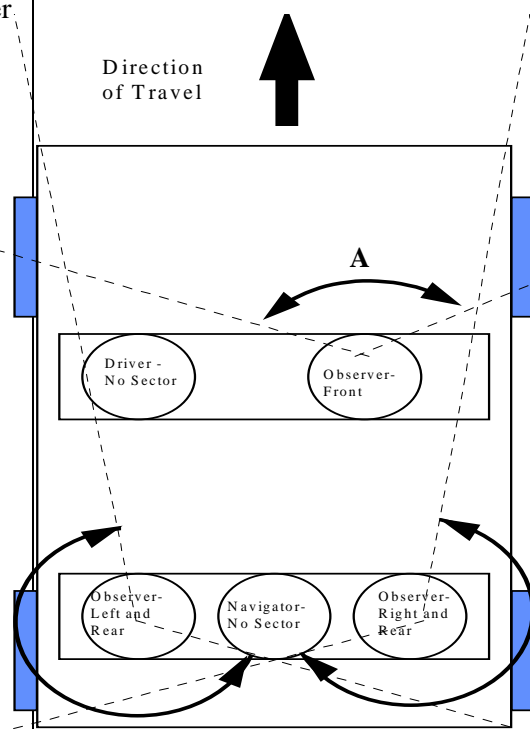 er
Direction
of Travel
A
Driver -
No Sector
Observer-
Front
Observer-
Left and
Rear
Navigator-
No Sector
Observer-
Right and
Rear